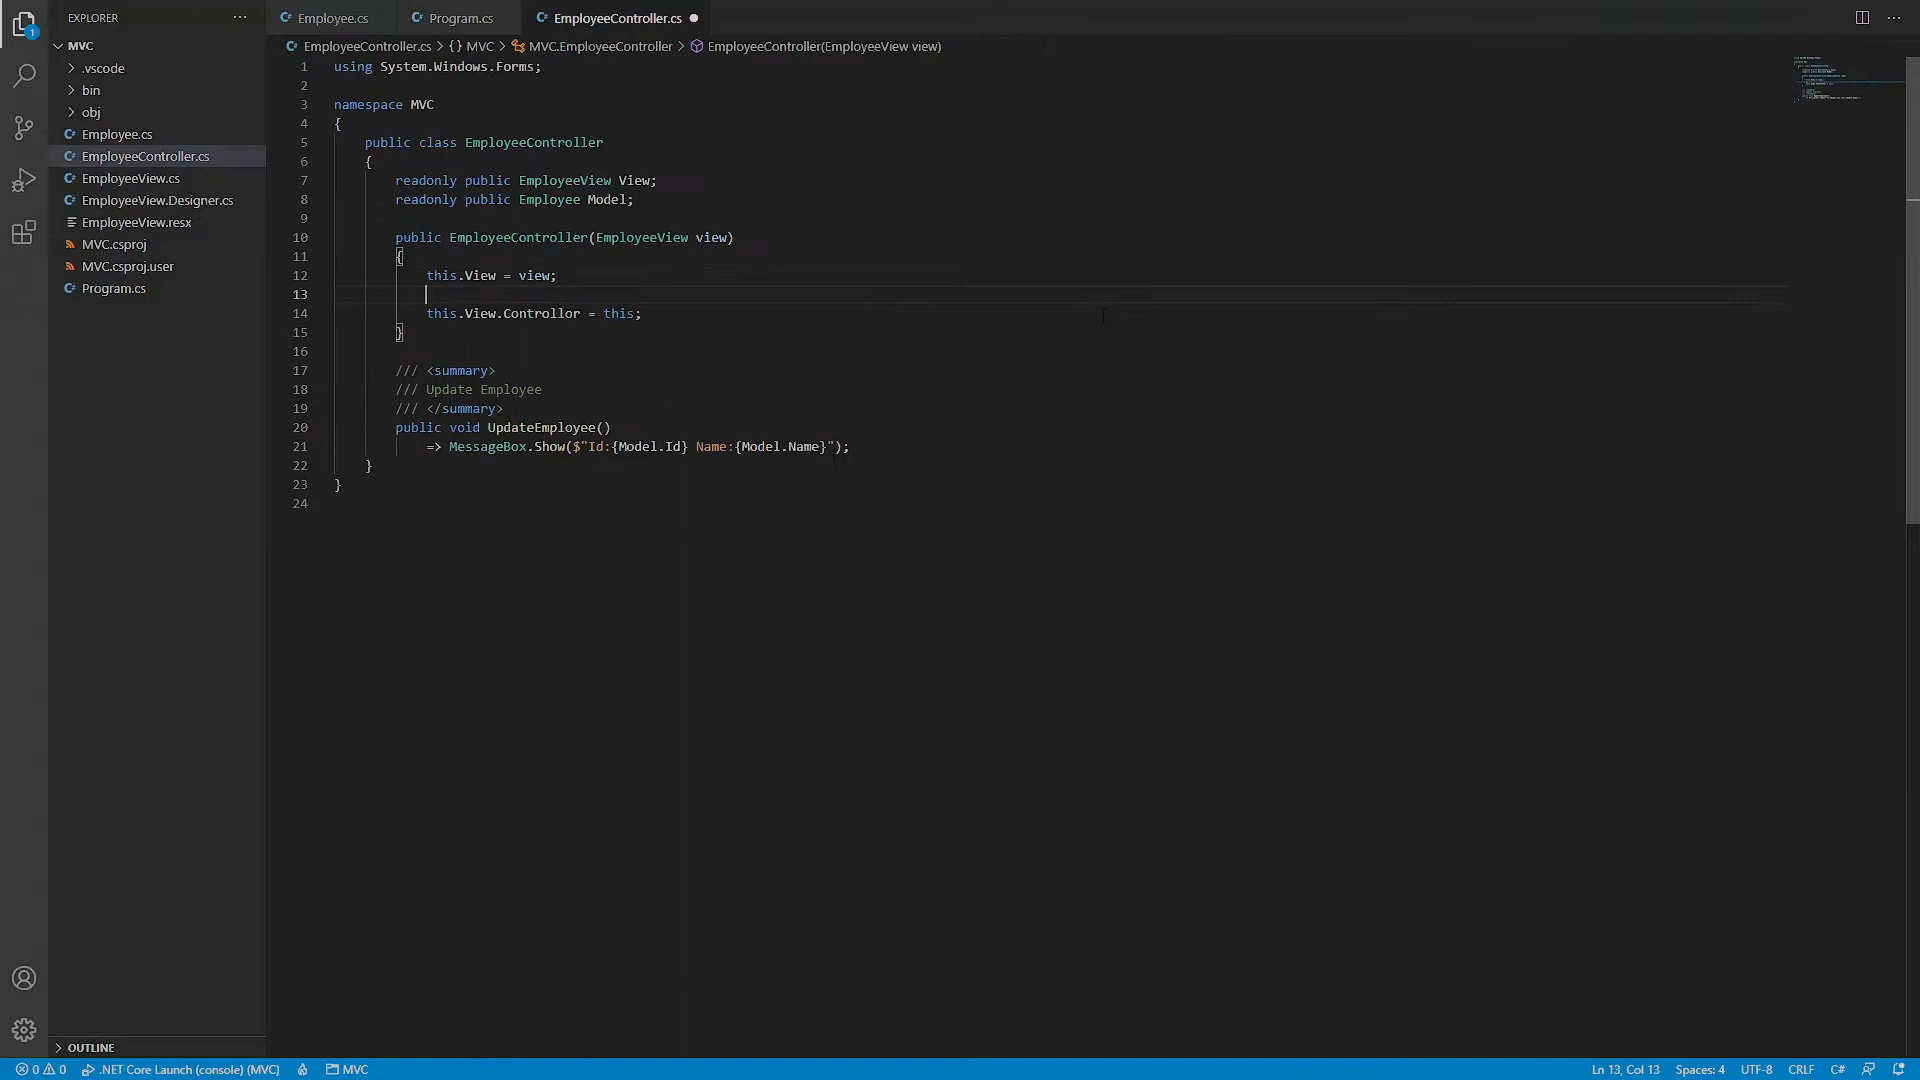 EXPLORER ···
MVC
.vscode
bin
obj
Employee.cs
EmployeeController.cs
EmployeeView.cs
EmployeeView.Designer.cs
EmployeeView.resx
MVC.csproj
MVC.csproj.user
Program.cs
OUTLINE
1
Employee.cs Program.cs EmployeeController.cs
EmployeeController.cs > {} MVC > MVC.EmployeeController > EmployeeController(EmployeeView view)
1 using System.Windows.Forms;
2
3 namespace MVC
4 {
5 public class EmployeeController
6 {
7 readonly public EmployeeView View;
8 readonly public Employee Model;
9
10 public EmployeeController(EmployeeView view)
11 {
12 this.View = view;
13
14 this.View.Controllor = this;
15 }
16
17 /// <summary>
18 /// Update Employee
19 /// </summary>
20 public void UpdateEmployee()
21 => MessageBox.Show($"Id:{Model.Id} Name:{Model.Name}");
22 }
23 }
24
0 0 .NET Core Launch (console) (MVC) MVC Ln 13, Col 13 Spaces: 4 UTF-8 CRLF C#